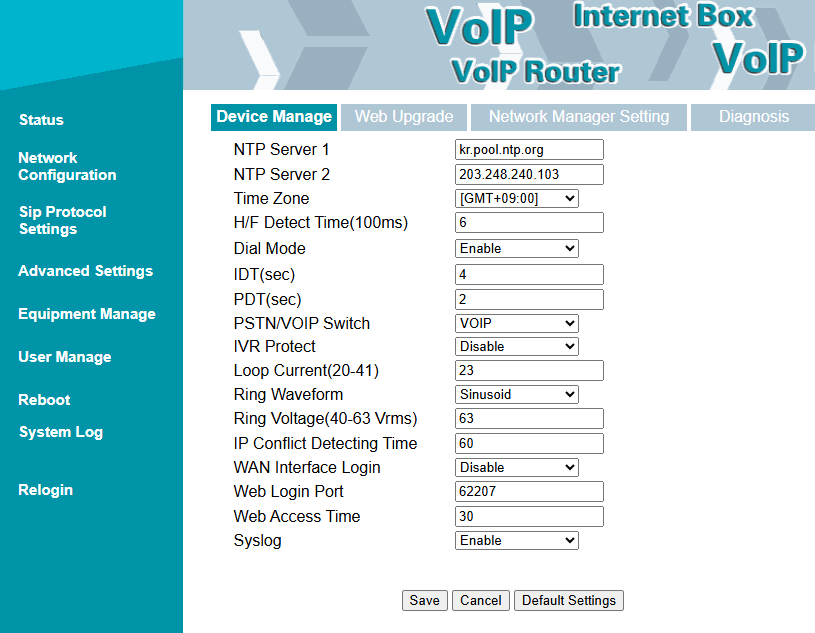 VoIP
Internet Box
VoIP Router
VoIP
Status
Network
Configuration
Sip Protocol
Settings
Advanced Settings
Equipment Manage
User Manage
Reboot
System Log
Relogin
Device Manage Web Upgrade Network Manager Setting Diagnosis
NTP Server 1 kr.pool.ntp.org
NTP Server 2 203.248.240.103
Time Zone [GMT+09:00]
H/F Detect Time(100ms) 6
Dial Mode Enable
IDT(sec) 4
PDT(sec) 2
PSTN/VOIP Switch VOIP
IVR Protect Disable
Loop Current(20-41) 23
Ring Waveform Sinusoid
Ring Voltage(40-63 Vrms) 63
IP Conflict Detecting Time 60
WAN Interface Login Disable
Web Login Port 62207
Web Access Time 30
Syslog Enable
Save Cancel Default Settings